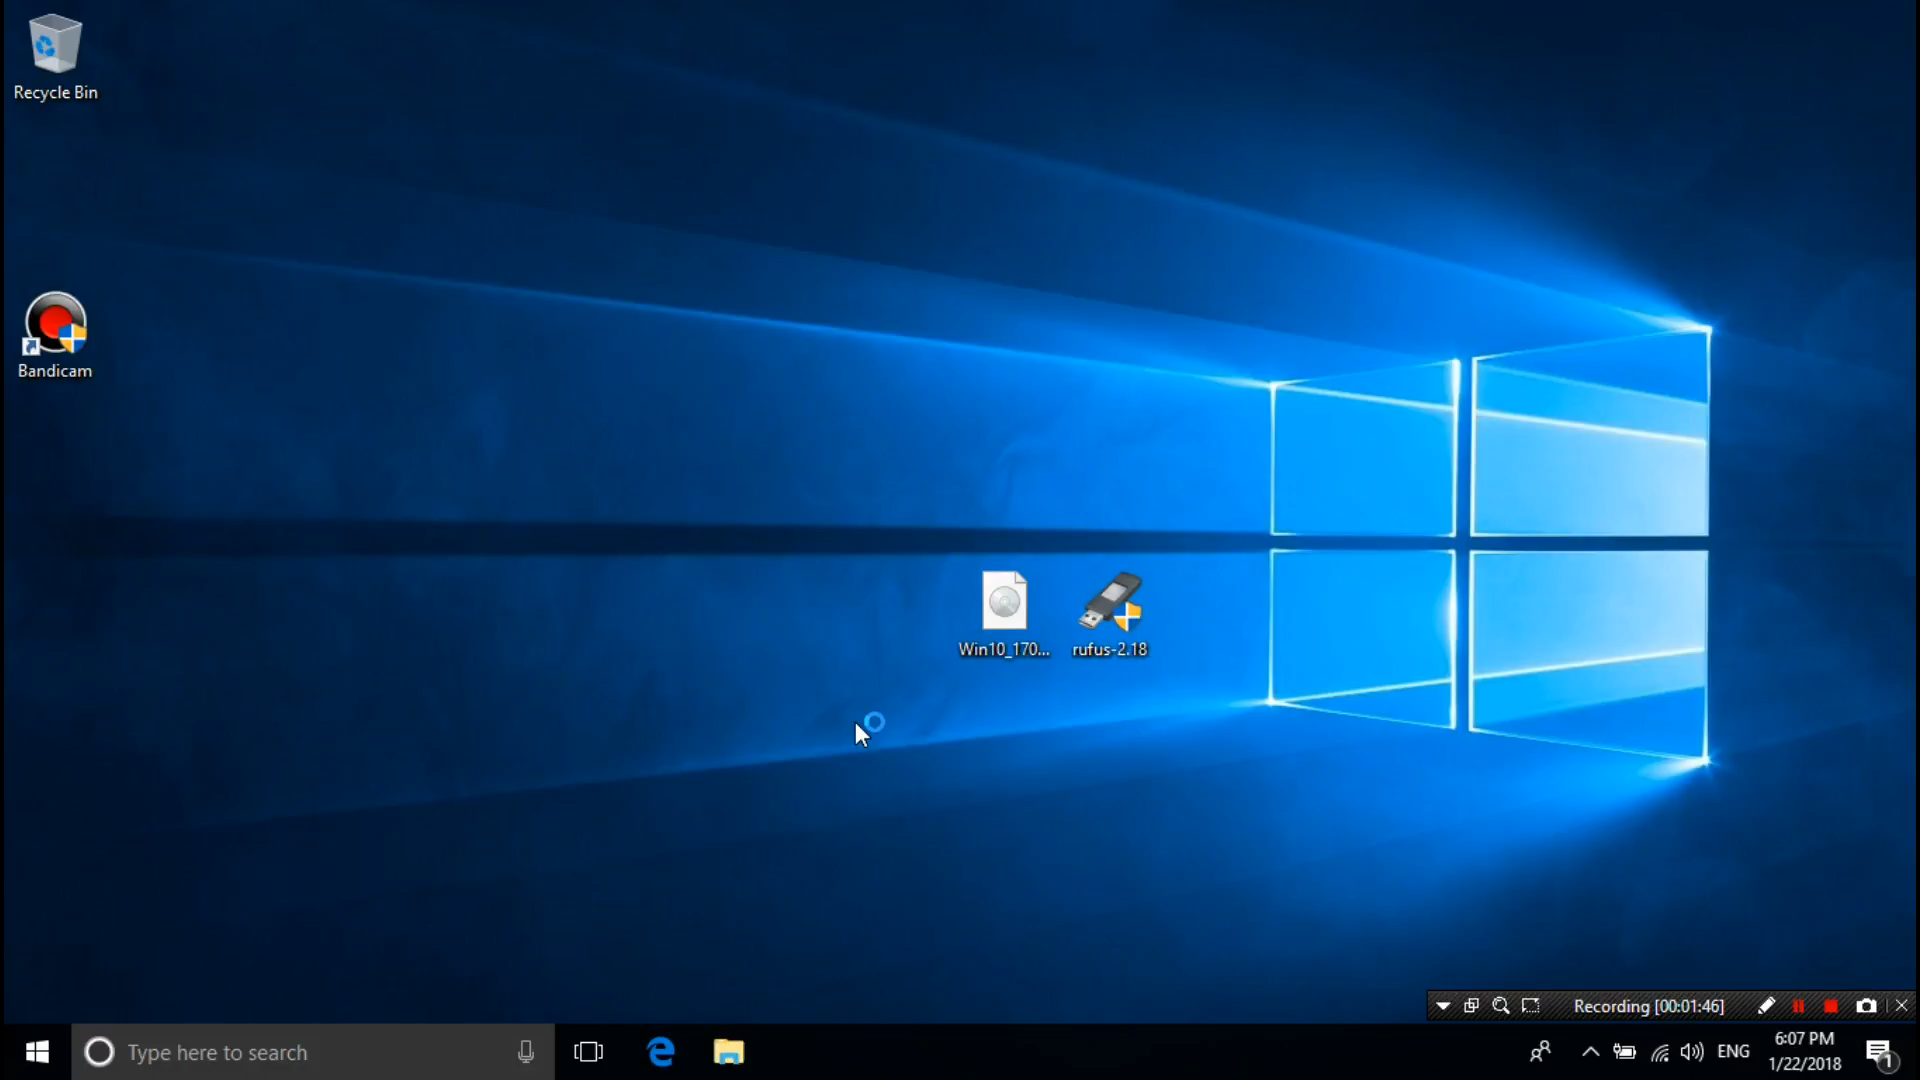 Recycle Bin
Bandicam
Win10_170...
rufus-2.18
Recording [00:01:46]
Type here to search
ENG
6:07 PM
1/22/2018
1